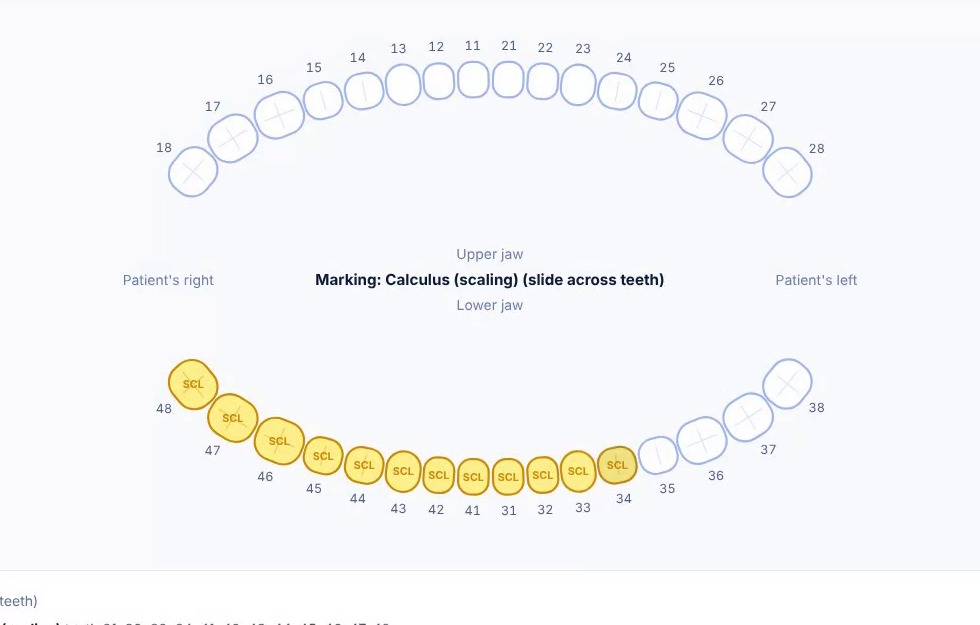 13 12 11 21 22 23
14 24
15 25
16 26
17 27
18 28
Upper jaw
Patient's right Marking: Calculus (scaling) (slide across teeth) Patient's left
Lower jaw
SCL
48 38
SCL
47 37
SCL
46 36
SCL
45 35
SCL SCL
44 34
SCL SCL SCL SCL SCL SCL
43 42 41 31 32 33
teeth)